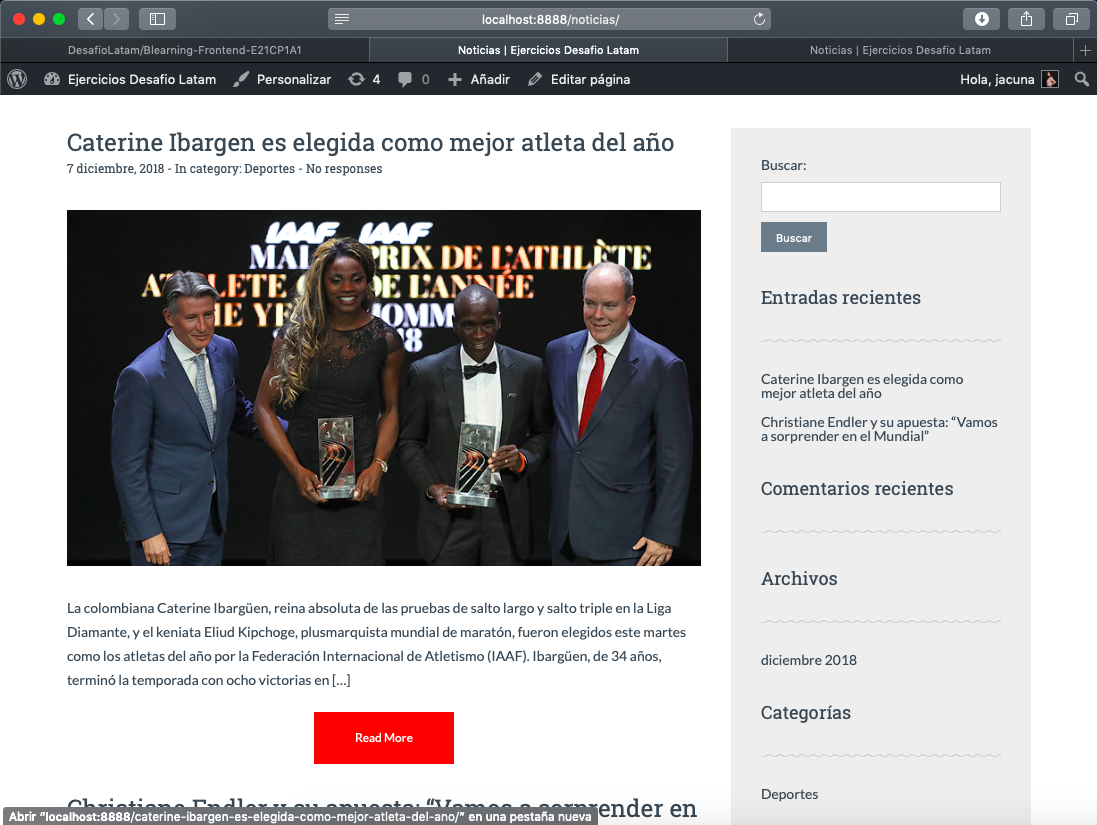 localhost:8888/noticias/
DesafioLatam/Blearning-Frontend-E21CP1A1
Noticias | Ejercicios Desafio Latam
Noticias | Ejercicios Desafio Latam
Ejercicios Desafio Latam
Personalizar
4
0
Añadir
Editar página
Hola, jacuna
Caterine Ibargen es elegida como mejor atleta del año
7 diciembre, 2018 - In category: Deportes - No responses
IAAF IAAF
MAL PRIX DE L'ATHLÈTE
ATHLETE DE L'ANNÉE
HE YE HOMM
18
La colombiana Caterine Ibargüen, reina absoluta de las pruebas de salto largo y salto triple en la Liga
Diamante, y el keniata Eliud Kipchoge, plusmarquista mundial de maratón, fueron elegidos este martes
como los atletas del año por la Federación Internacional de Atletismo (IAAF). Ibargüen, de 34 años,
terminó la temporada con ocho victorias en [...]
Read More
Christiane Endler y su apuesta: “Vamos a sorprender en
Buscar:
Buscar
Entradas recientes
Caterine Ibargen es elegida como
mejor atleta del año
Christiane Endler y su apuesta: “Vamos
a sorprender en el Mundial”
Comentarios recientes
Archivos
diciembre 2018
Categorías
Deportes
Abrir "localhost:8888/caterine-ibargen-es-elegida-como-mejor-atleta-del-ano/" en una pestaña nueva